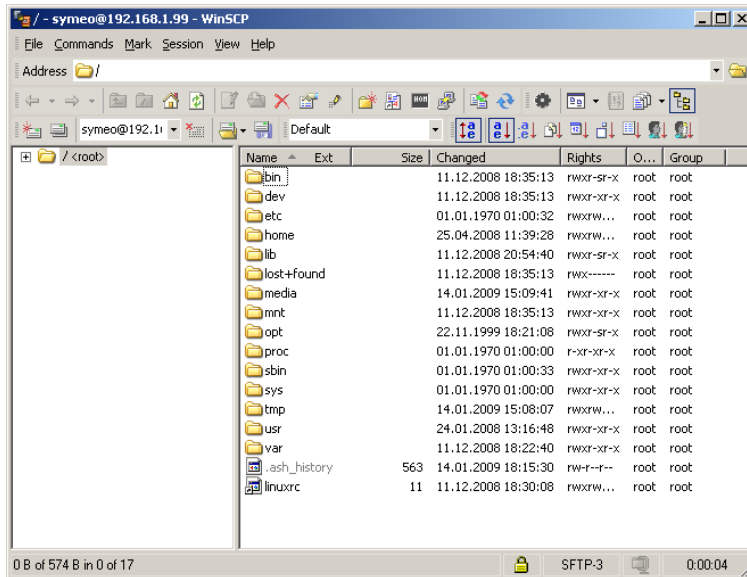 / - symeo@192.168.1.99 - WinSCP
File Commands Mark Session View Help
Address /
symeo@192.1 Default
/ <root>
Name Ext Size Changed Rights O... Group
bin 11.12.2008 18:35:13 rwxr-sr-x root root
dev 11.12.2008 18:35:13 rwxr-xr-x root root
etc 01.01.1970 01:00:32 rwxrw... root root
home 25.04.2008 11:39:28 rwxrw... root root
lib 11.12.2008 20:54:40 rwxr-sr-x root root
lost+found 11.12.2008 18:35:13 rwx------ root root
media 14.01.2009 15:09:41 rwxr-xr-x root root
mnt 11.12.2008 18:35:13 rwxr-xr-x root root
opt 22.11.1999 18:21:08 rwxr-sr-x root root
proc 01.01.1970 01:00:00 r-xr-xr-x root root
sbin 01.01.1970 01:00:33 rwxr-xr-x root root
sys 01.01.1970 01:00:00 rwxr-xr-x root root
tmp 14.01.2009 15:08:07 rwxrw... root root
usr 24.01.2008 13:16:48 rwxr-xr-x root root
var 11.12.2008 18:22:40 rwxr-xr-x root root
.ash_history 563 14.01.2009 18:15:30 rw-r--r-- root root
linuxrc 11 11.12.2008 18:30:08 rwxrw... root root
0 B of 574 B in 0 of 17 SFTP-3 0:00:04